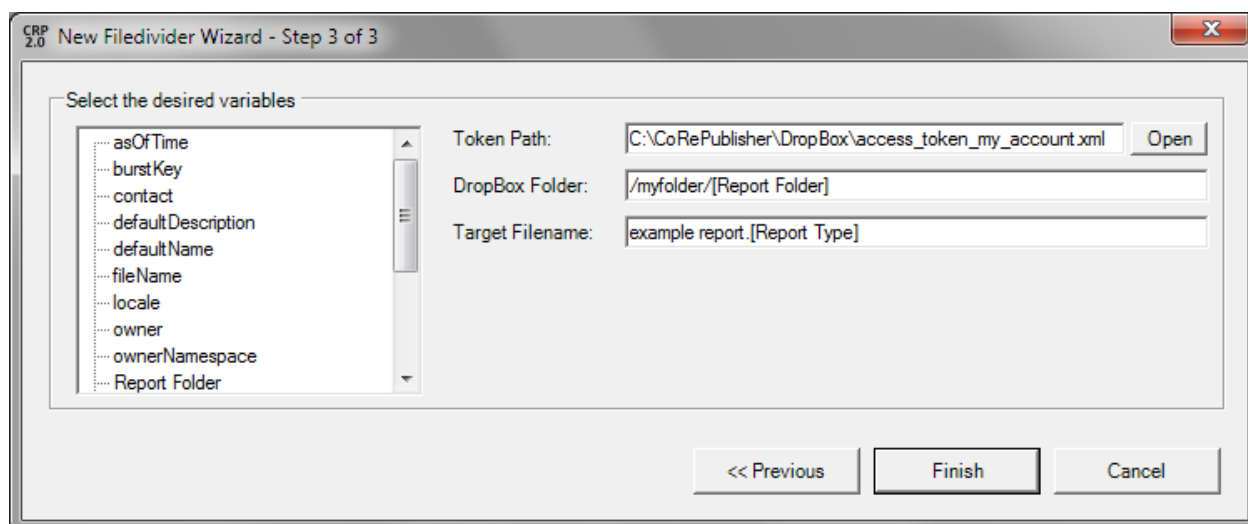 CRP 2.0 New Filedivider Wizard - Step 3 of 3
X
Select the desired variables
asOfTime
burstKey
contact
defaultDescription
defaultName
fileName
locale
owner
ownerNamespace
Report Folder
Token Path: C:\CoRePublisher\DropBox\access_token_my_account.xml Open
DropBox Folder: /myfolder/[Report Folder]
Target Filename: example report.[Report Type]
<< Previous Finish Cancel